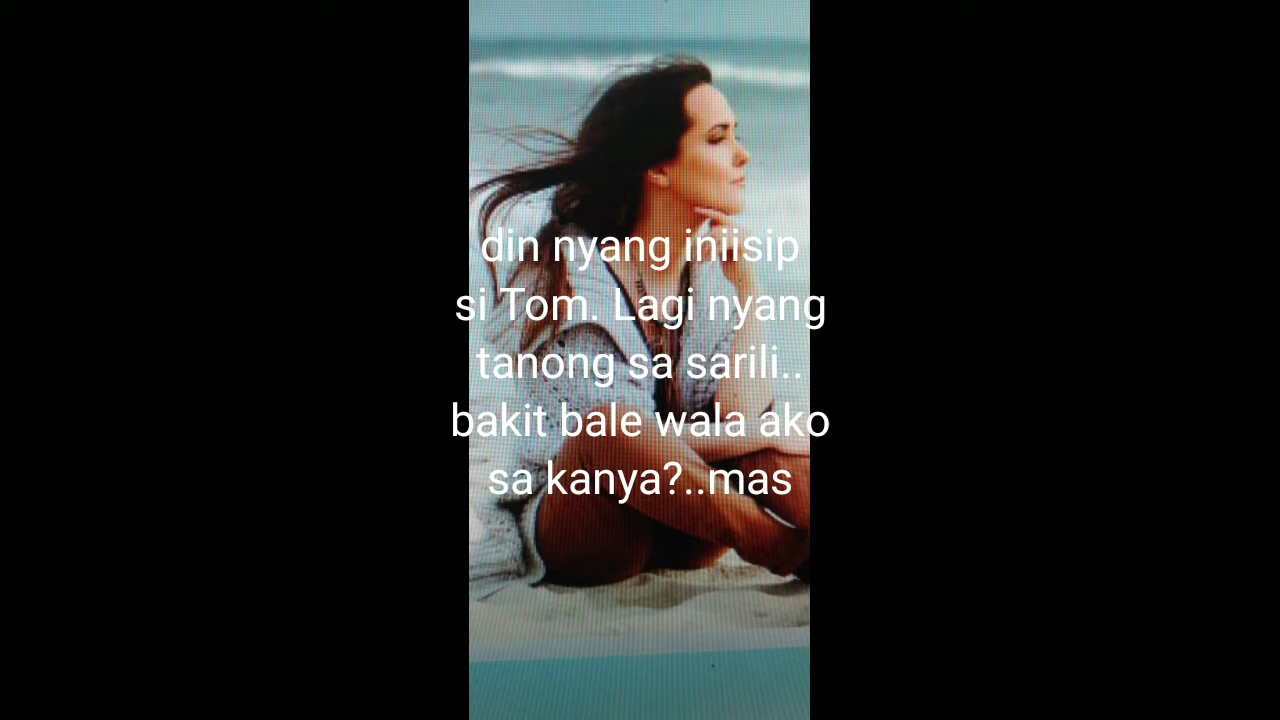 din nyang iniisip
si Tom. Lagi nyang
tanong sa sarili..
bakit bale wala ako
sa kanya?..mas